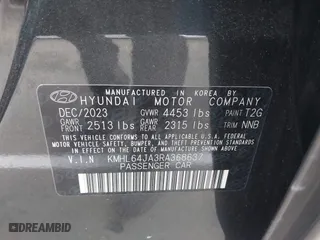 MANUFACTURED IN KOREA
HYUNDAI MOTOR COMPANY
DEC/2023 GVWR 4453 lbs PAINT T2G
GAWR FRONT 2513 lbs GAWR REAR 2315 lbs TRIM NNB
THIS VEHICLE CONFORMS TO ALL APPLICABLE U.S.A. FEDERAL
MOTOR VEHICLE SAFETY, BUMPER, AND THEFT PREVENTION
STANDARDS IN EFFECT ON THE DATE OF MANUFACTURE SHOWN ABOVE.
V.I.N KMHL64JA3RA368637
PASSENGER CAR
AUTO HISTORY